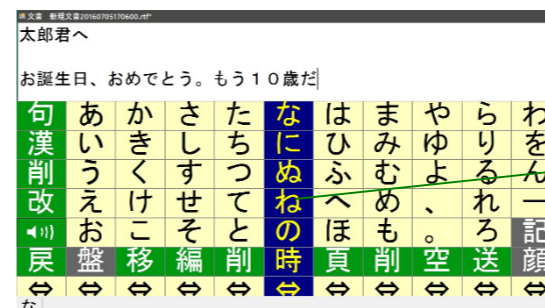 文書 新規文書20160705170600.rtf*
太郎君へ
お誕生日、おめでとう。もう１０歳だ
句 あ か さ た な は ま や ら わ
漢 い き し ち に ひ み ゆ り を
削 う く す つ ぬ ふ む よ る ん
改 え け せ て ね へ め 、 れ ー
お こ そ と の ほ も 。 ろ 記
戻 盤 移 編 削 時 頁 削 空 送 顔
⇔ ⇔ ⇔ ⇔ ⇔ ⇔ ⇔ ⇔ ⇔ ⇔ ⇔
な